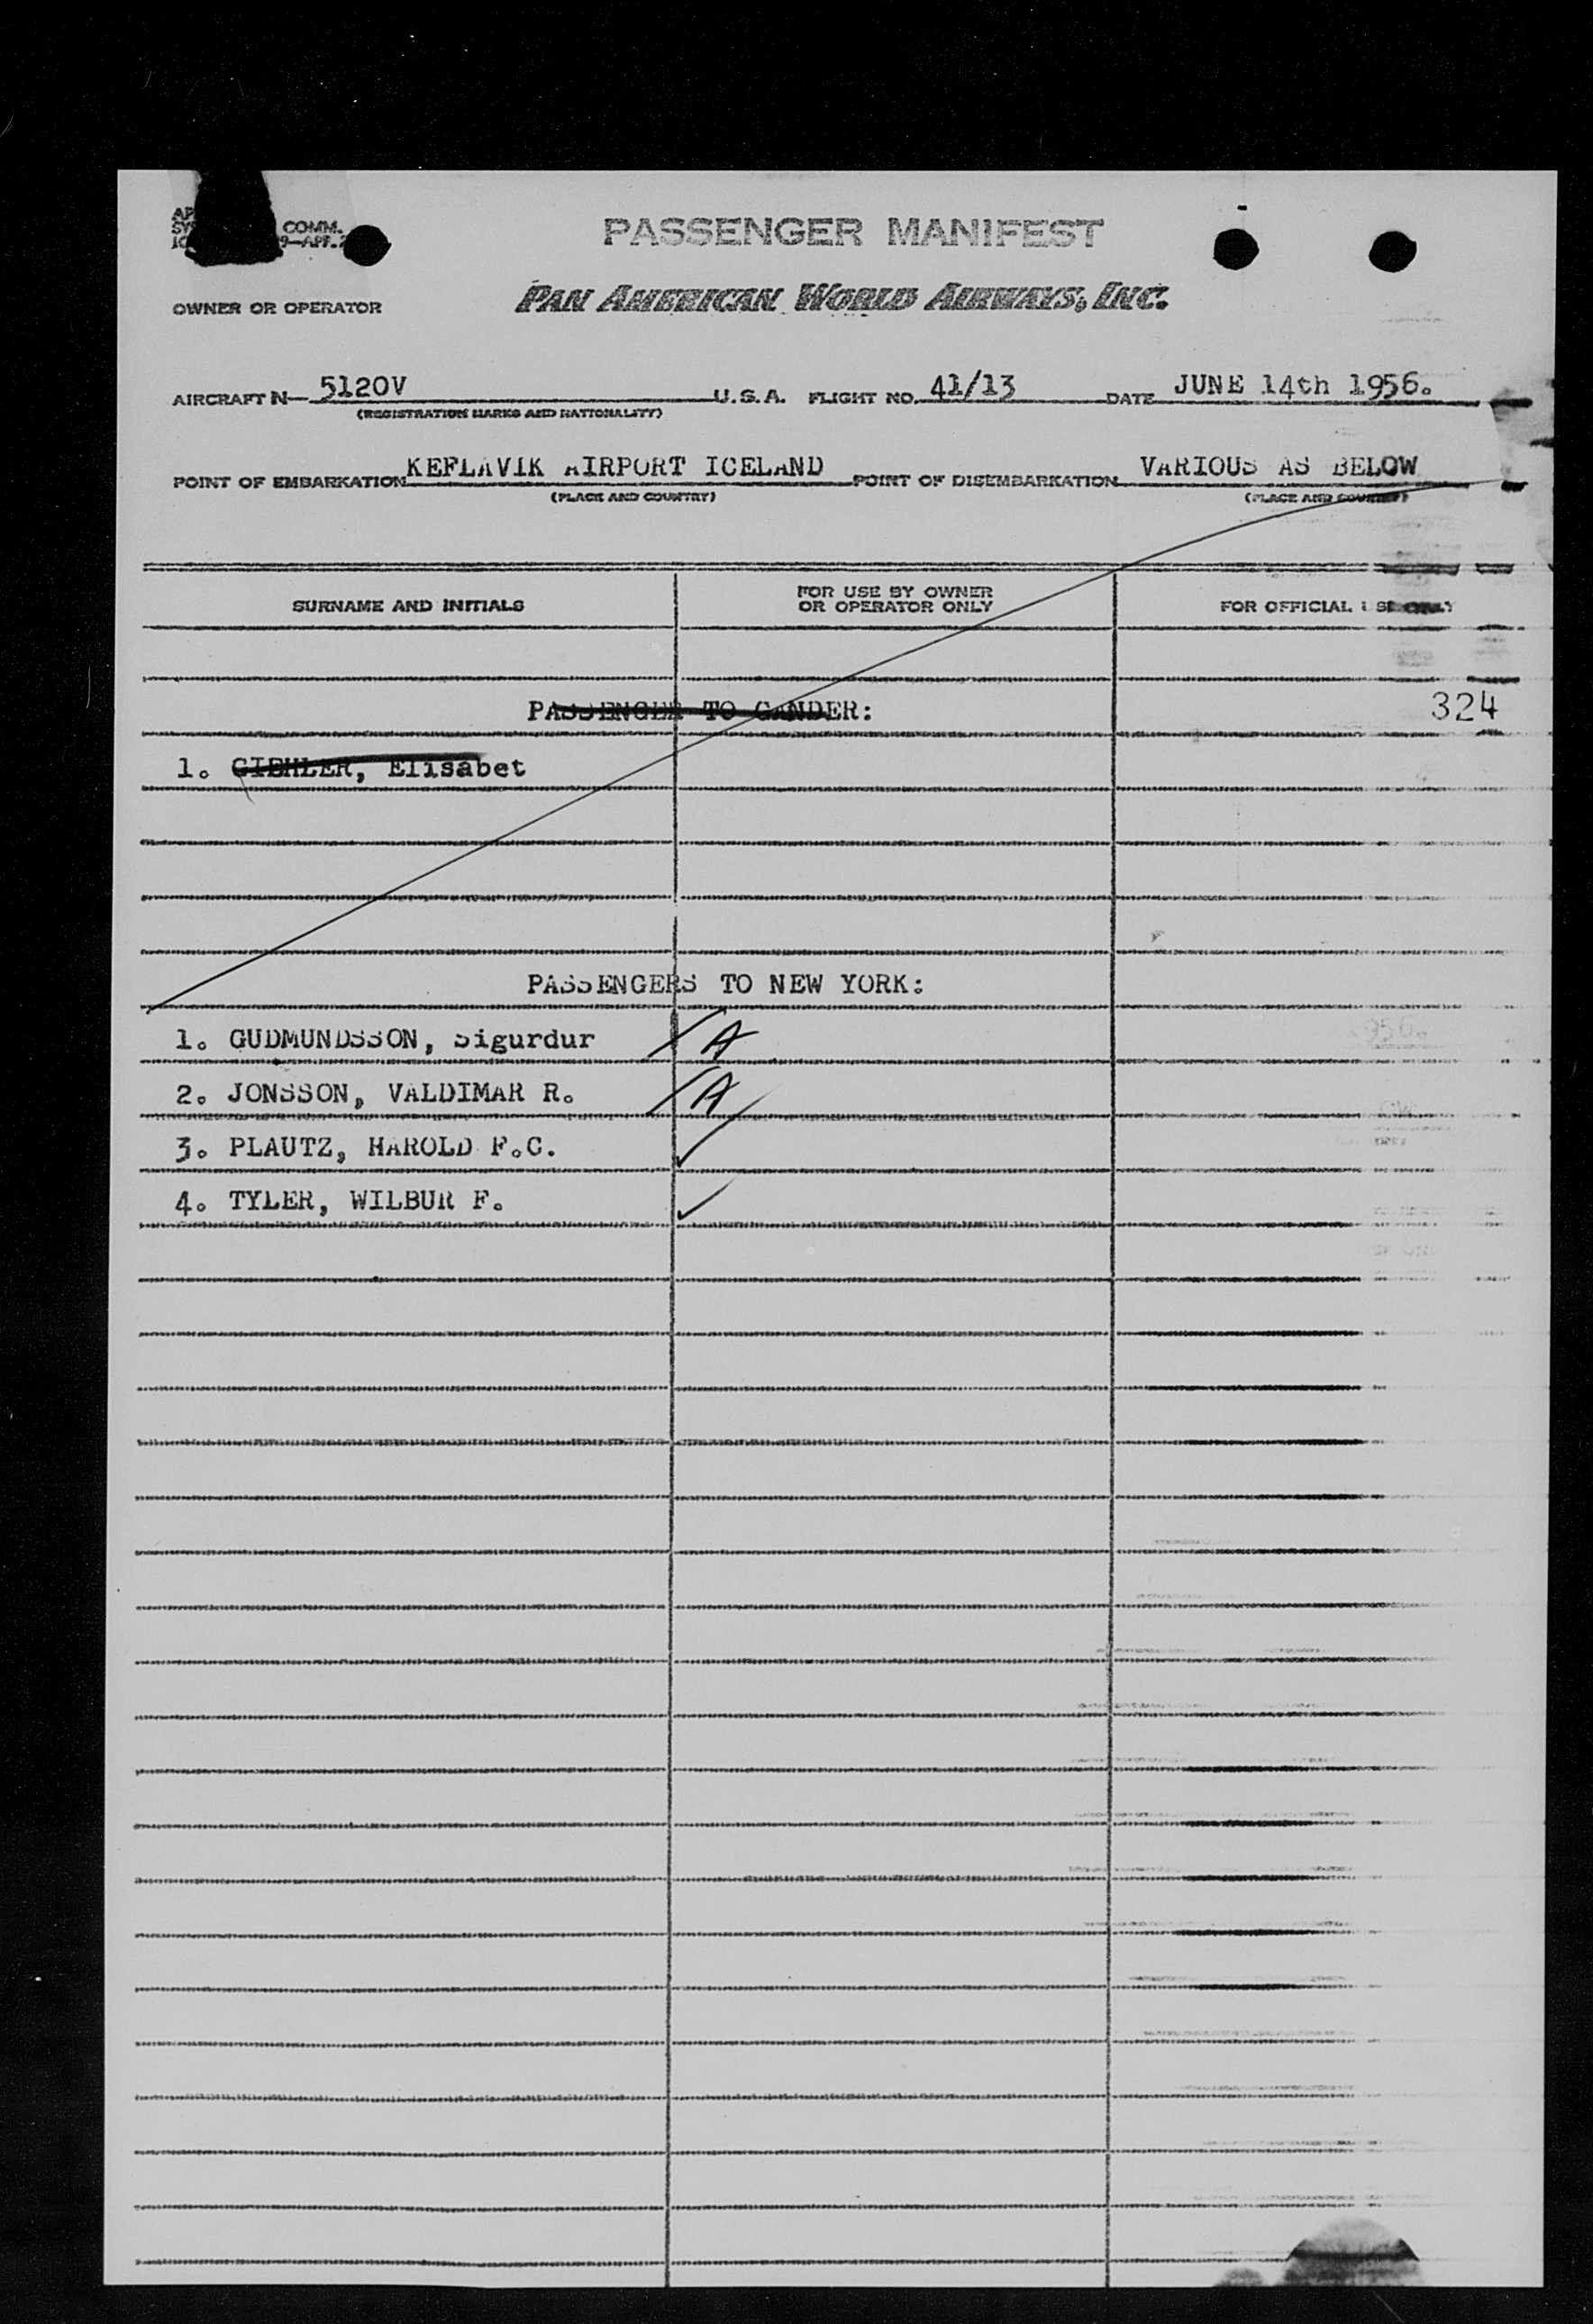 COMM.
PASSENGER MANIFEST
OWNER OR OPERATOR PAN AMERICAN WORLD AIRWAYS, INC.
AIRCRAFT N— 5120V U.S.A. FLIGHT NO. 41/13 DATE JUNE 14th 1956.
(REGISTRATION MARKS AND NATIONALITY)
POINT OF EMBARKATION KEFLAVIK AIRPORT ICELAND POINT OF DISEMBARKATION VARIOUS AS BELOW
(PLACE AND COUNTRY) (PLACE AND COUNTRY)
SURNAME AND INITIALS FOR USE BY OWNER OR OPERATOR ONLY FOR OFFICIAL USE ONLY
PASSENGER TO GANDER: 324
1. GIEHLER, Elisabet
PASSENGERS TO NEW YORK:
1. GUDMUNDSSON, Sigurdur A
2. JONSSON, VALDIMAR R. A
3. PLAUTZ, HAROLD F.C.
4. TYLER, WILBUR F.